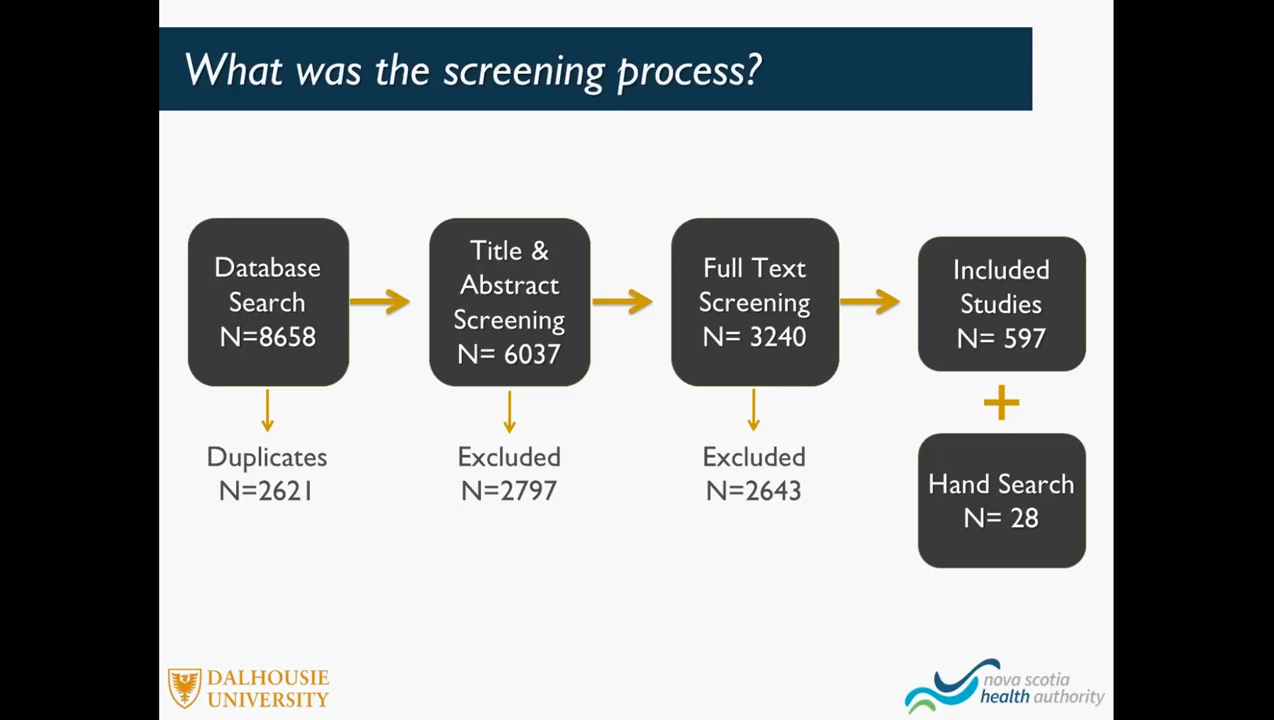 What was the screening process?
Database
Search
N=8658
Title &
Abstract
Screening
N= 6037
Full Text
Screening
N= 3240
Included
Studies
N= 597
+
Duplicates
N=2621
Excluded
N=2797
Excluded
N=2643
Hand Search
N= 28
DALHOUSIE
UNIVERSITY
nova scotia
health authority